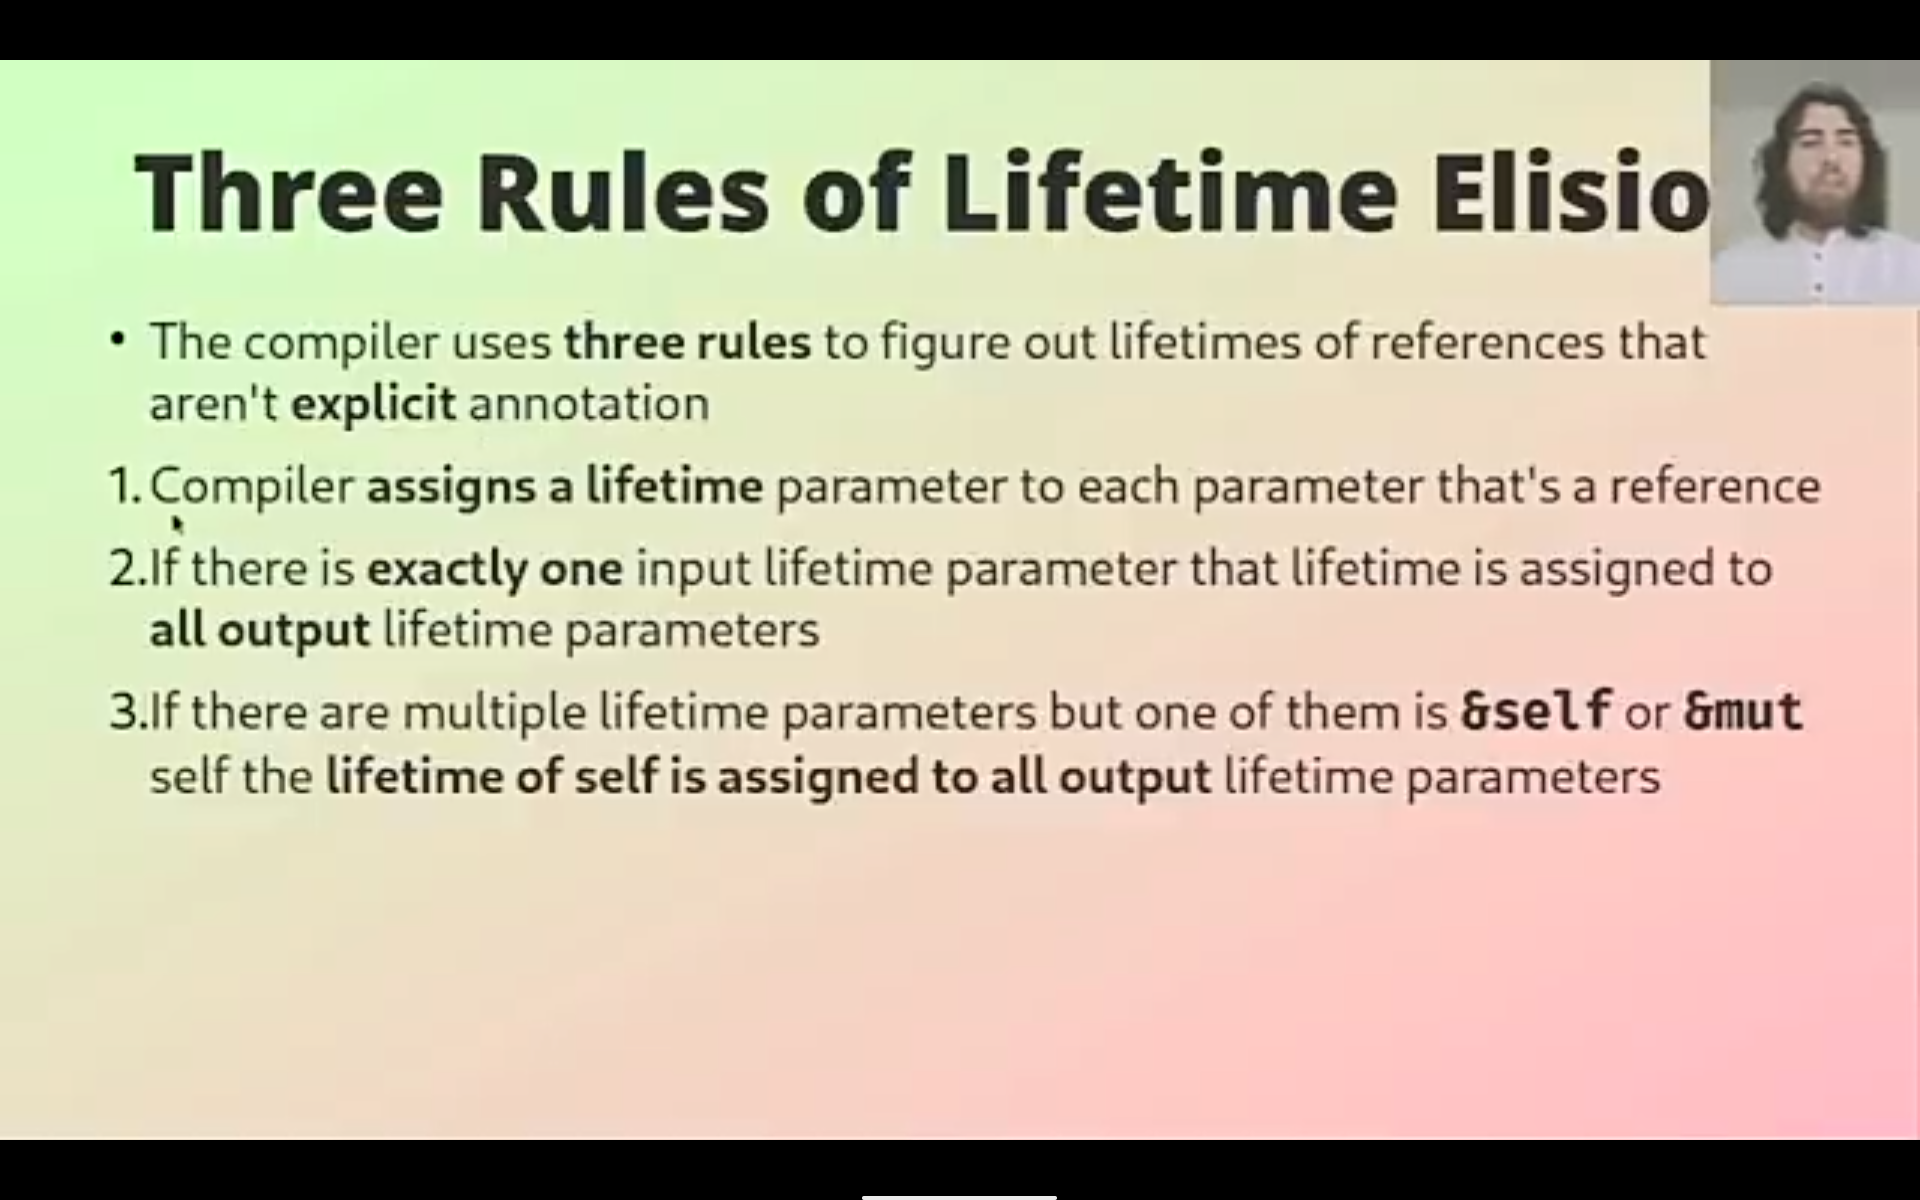 Three Rules of Lifetime Elisio
• The compiler uses three rules to figure out lifetimes of references that
aren't explicit annotation
1. Compiler assigns a lifetime parameter to each parameter that's a reference
2. If there is exactly one input lifetime parameter that lifetime is assigned to
all output lifetime parameters
3. If there are multiple lifetime parameters but one of them is &self or &mut
self the lifetime of self is assigned to all output lifetime parameters